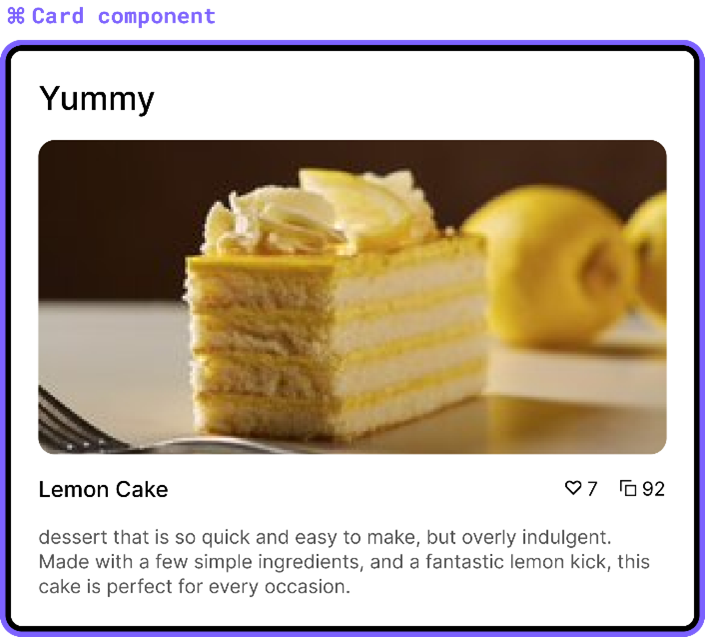 ⌘ Card component
Yummy
Lemon Cake
7 92
dessert that is so quick and easy to make, but overly indulgent.
Made with a few simple ingredients, and a fantastic lemon kick, this
cake is perfect for every occasion.